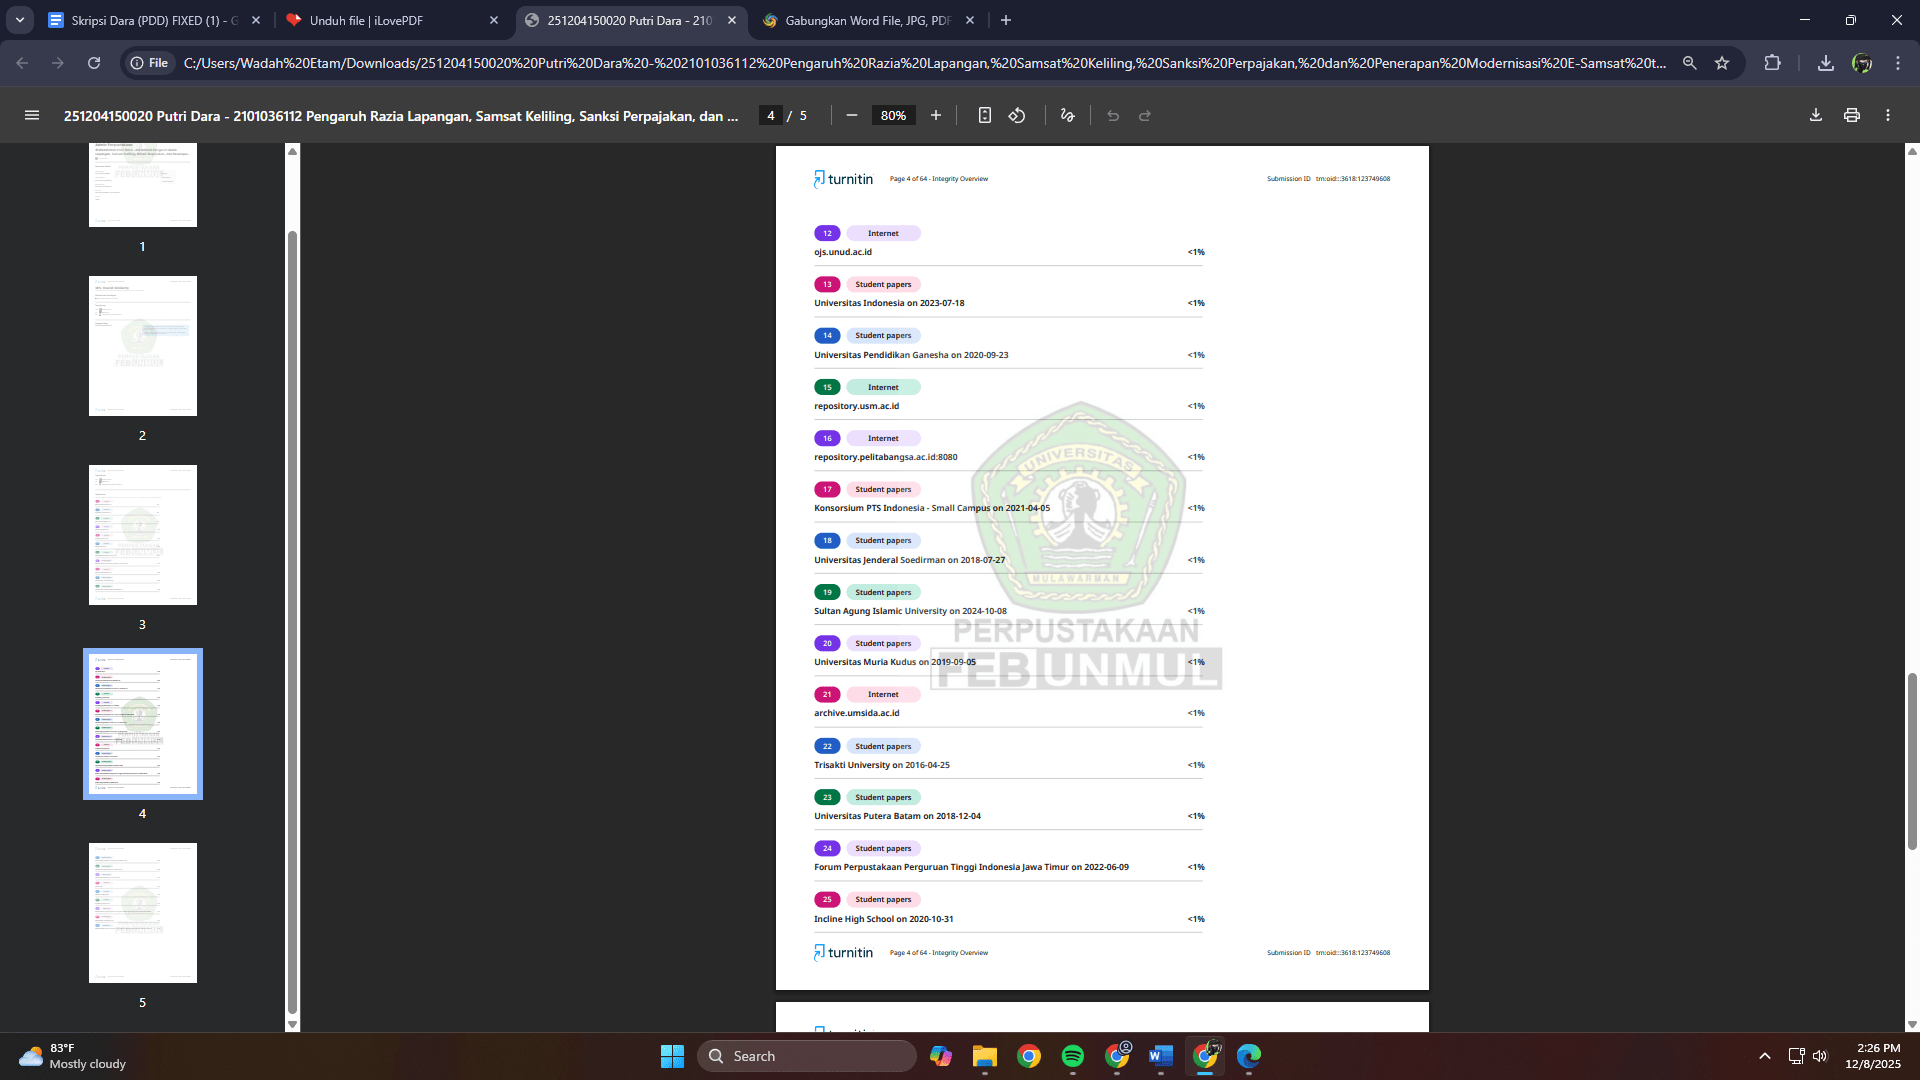 Skripsi Dara (PDD) FIXED (1) - G
Unduh file | iLovePDF
251204150020 Putri Dara - 210
Gabungkan Word File, JPG, PDF
File
C:/Users/Wadah%20Etam/Downloads/251204150020%20Putri%20Dara%20-%202101036112%20Pengaruh%20Razia%20Lapangan,%20Samsat%20Keliling,%20Sanksi%20Perpajakan,%20dan%20Penerapan%20Modernisasi%20E-Samsat%20t...
251204150020 Putri Dara - 2101036112 Pengaruh Razia Lapangan, Samsat Keliling, Sanksi Perpajakan, dan ...
4 / 5
80%
1
2
3
4
5
turnitin
Page 4 of 64 - Integrity Overview
Submission ID trn:oid:::3618:123749608
12 Internet
ojs.unud.ac.id <1%
13 Student papers
Universitas Indonesia on 2023-07-18 <1%
14 Student papers
Universitas Pendidikan Ganesha on 2020-09-23 <1%
15 Internet
repository.usm.ac.id <1%
16 Internet
repository.pelitabangsa.ac.id:8080 <1%
17 Student papers
Konsorsium PTS Indonesia - Small Campus on 2021-04-05 <1%
18 Student papers
Universitas Jenderal Soedirman on 2018-07-27 <1%
19 Student papers
Sultan Agung Islamic University on 2024-10-08 <1%
20 Student papers
Universitas Muria Kudus on 2019-09-05 <1%
21 Internet
archive.umsida.ac.id <1%
22 Student papers
Trisakti University on 2016-04-25 <1%
23 Student papers
Universitas Putera Batam on 2018-12-04 <1%
24 Student papers
Forum Perpustakaan Perguruan Tinggi Indonesia Jawa Timur on 2022-06-09 <1%
25 Student papers
Incline High School on 2020-10-31 <1%
UNIVERSITAS
MULAWARMAN
PERPUSTAKAAN
FEB UNMUL
turnitin
Page 4 of 64 - Integrity Overview
Submission ID trn:oid:::3618:123749608
83°F
Mostly cloudy
Search
2:26 PM
12/8/2025